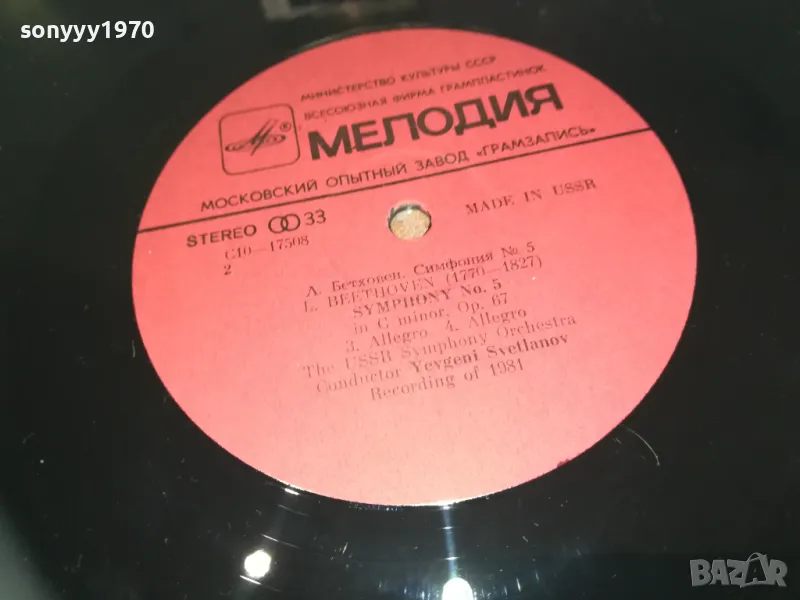 sonyyy1970
МИНИСТЕРСТВО КУЛЬТУРЫ СССР
ВСЕСОЮЗНАЯ ФИРМА ГРАМПЛАСТИНОК
® МЕЛОДИЯ
МОСКОВСКИЙ ОПЫТНЫЙ ЗАВОД «ГРАМЗАПИСЬ»
STEREO 33
MADE IN USSR
С10—17508
2
Л. Бетховен. Симфония № 5
L. BEETHOVEN (1770—1827)
SYMPHONY No. 5
in C minor, Op. 67
3. Allegro 4. Allegro
The USSR Symphony Orchestra
Conductor Yevgeni Svetlanov
Recording of 1981
BAZAR